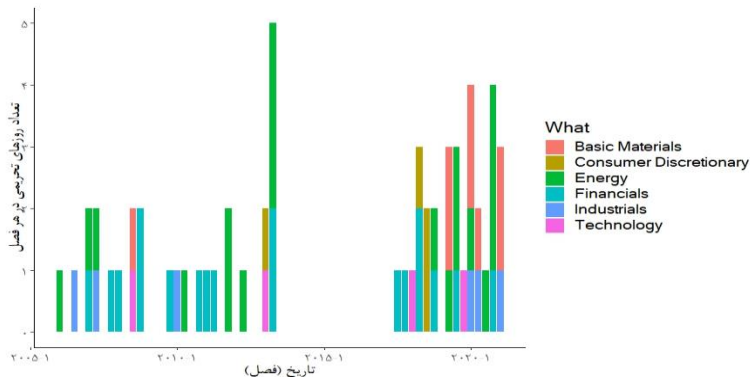 تعداد روزهای تحریمی در هر فصل
۵
۴
۳
۲
۱
۰
۲۰۰۵ ۱
۲۰۱۰ ۱
۲۰۱۵ ۱
۲۰۲۰ ۱
تاریخ (فصل)
What
Basic Materials
Consumer Discretionary
Energy
Financials
Industrials
Technology